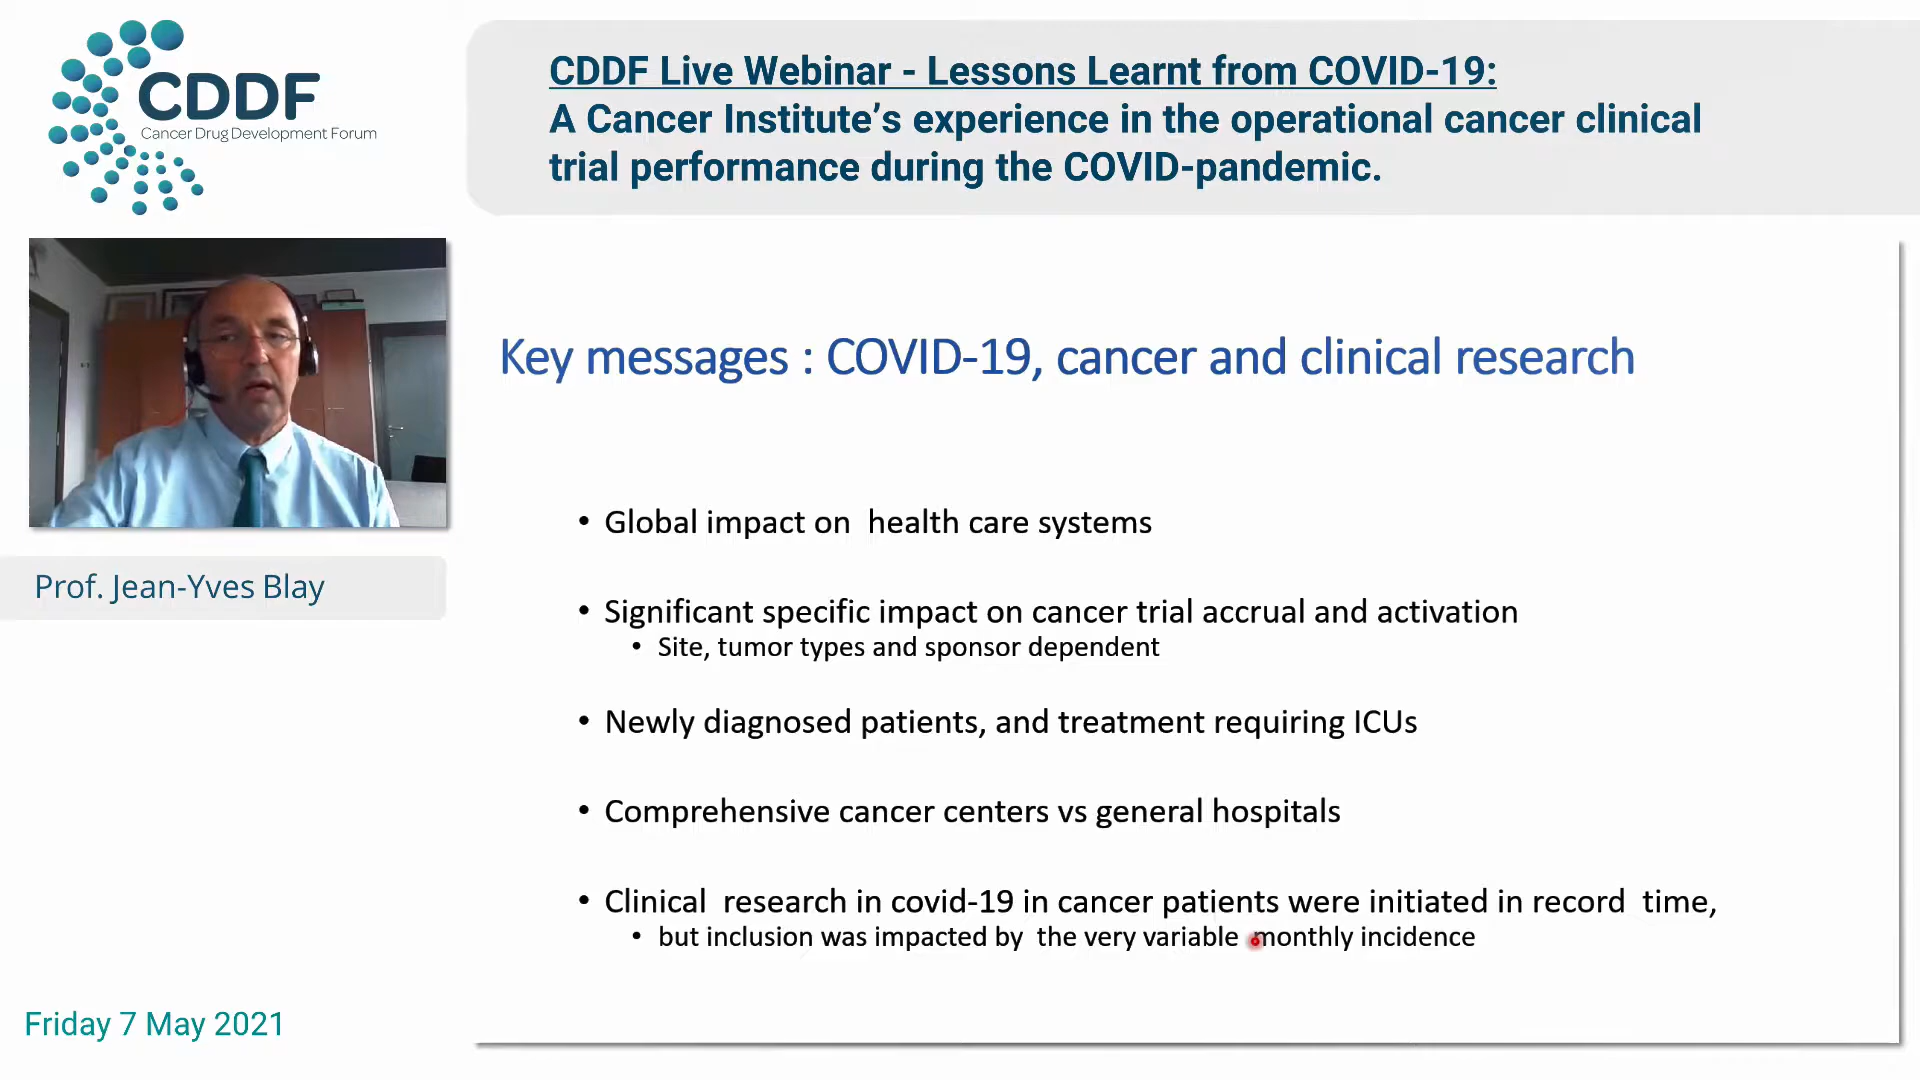 CDDF
Cancer Drug Development Forum
CDDF Live Webinar - Lessons Learnt from COVID-19:
A Cancer Institute’s experience in the operational cancer clinical
trial performance during the COVID-pandemic.
Prof. Jean-Yves Blay
Key messages : COVID-19, cancer and clinical research
• Global impact on health care systems
• Significant specific impact on cancer trial accrual and activation
• Site, tumor types and sponsor dependent
• Newly diagnosed patients, and treatment requiring ICUs
• Comprehensive cancer centers vs general hospitals
• Clinical research in covid-19 in cancer patients were initiated in record time,
• but inclusion was impacted by the very variable monthly incidence
Friday 7 May 2021